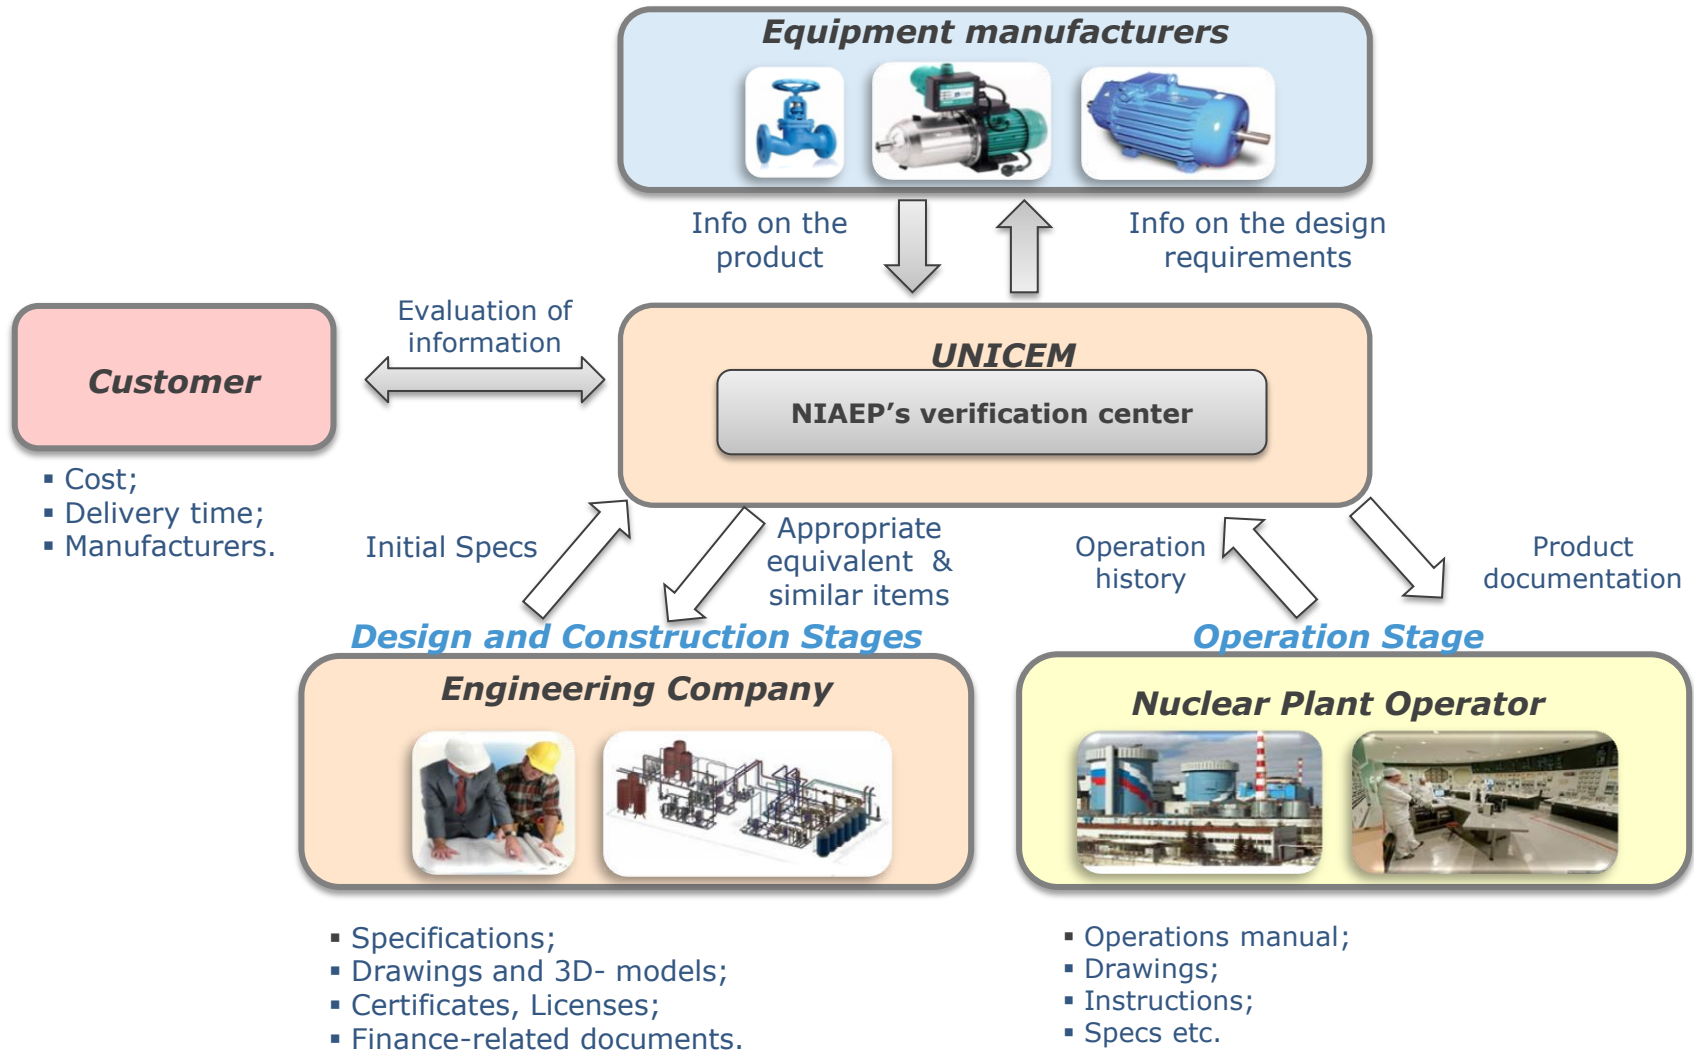 Equipment manufacturers
Info on the
product
Info on the design
requirements
Evaluation of
information
Customer
UNICEM
NIAEP’s verification center
▪ Cost;
▪ Delivery time;
▪ Manufacturers.
Initial Specs
Appropriate
equivalent & 
similar items
Operation
history
Product
documentation
Design and Construction Stages
Operation Stage
Engineering Company
Nuclear Plant Operator
▪ Specifications;
▪ Drawings and 3D- models;
▪ Certificates, Licenses;
▪ Finance-related documents.
▪ Operations manual;
▪ Drawings;
▪ Instructions;
▪ Specs etc.